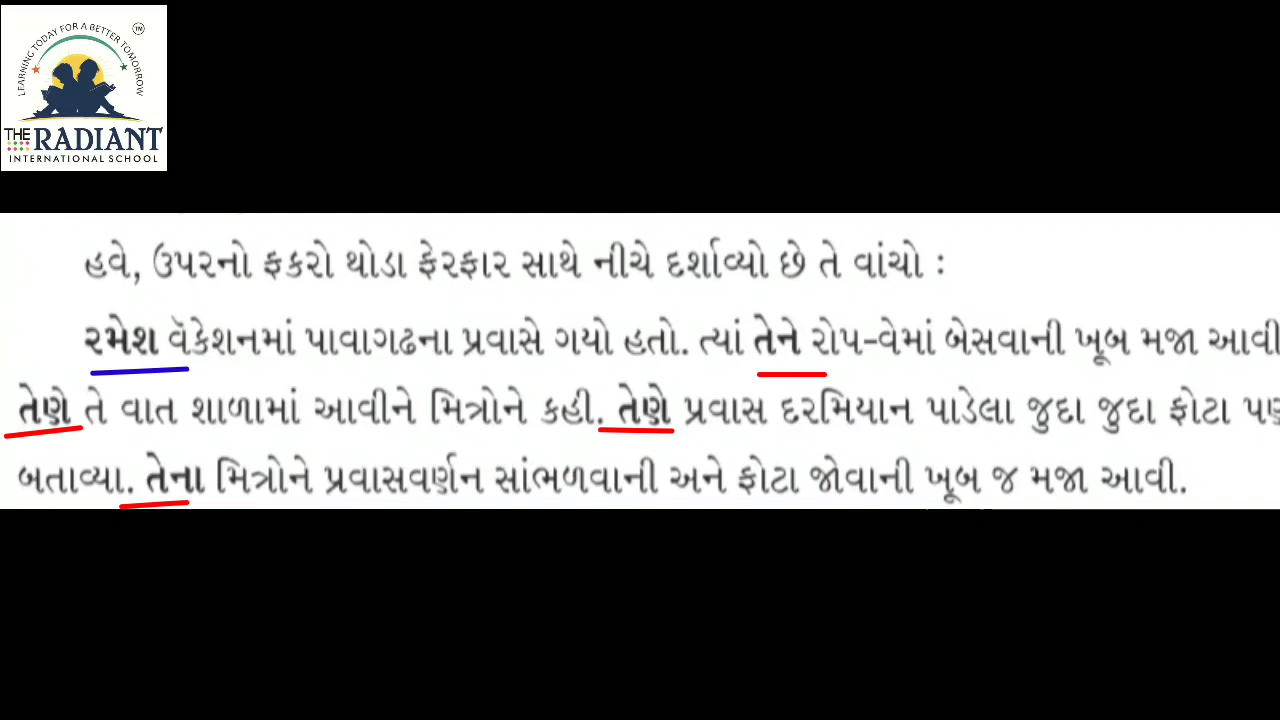 LEARNING TODAY FOR A BETTER TOMORROW
TM
THE RADIANT
INTERNATIONAL SCHOOL
હવે, ઉપરનો ફકરો થોડા ફેરફાર સાથે નીચે દર્શાવ્યો છે તે વાંચો :
રમેશ વૅકેશનમાં પાવાગઢના પ્રવાસે ગયો હતો. ત્યાં તેને રોપ-વેમાં બેસવાની ખૂબ મજા આવી
તેણે તે વાત શાળામાં આવીને મિત્રોને કહી. તેણે પ્રવાસ દરમિયાન પાડેલા જુદા જુદા ફોટા
બતાવ્યા. તેના મિત્રોને પ્રવાસવર્ણન સાંભળવાની અને ફોટા જોવાની ખૂબ જ મજા આવી.